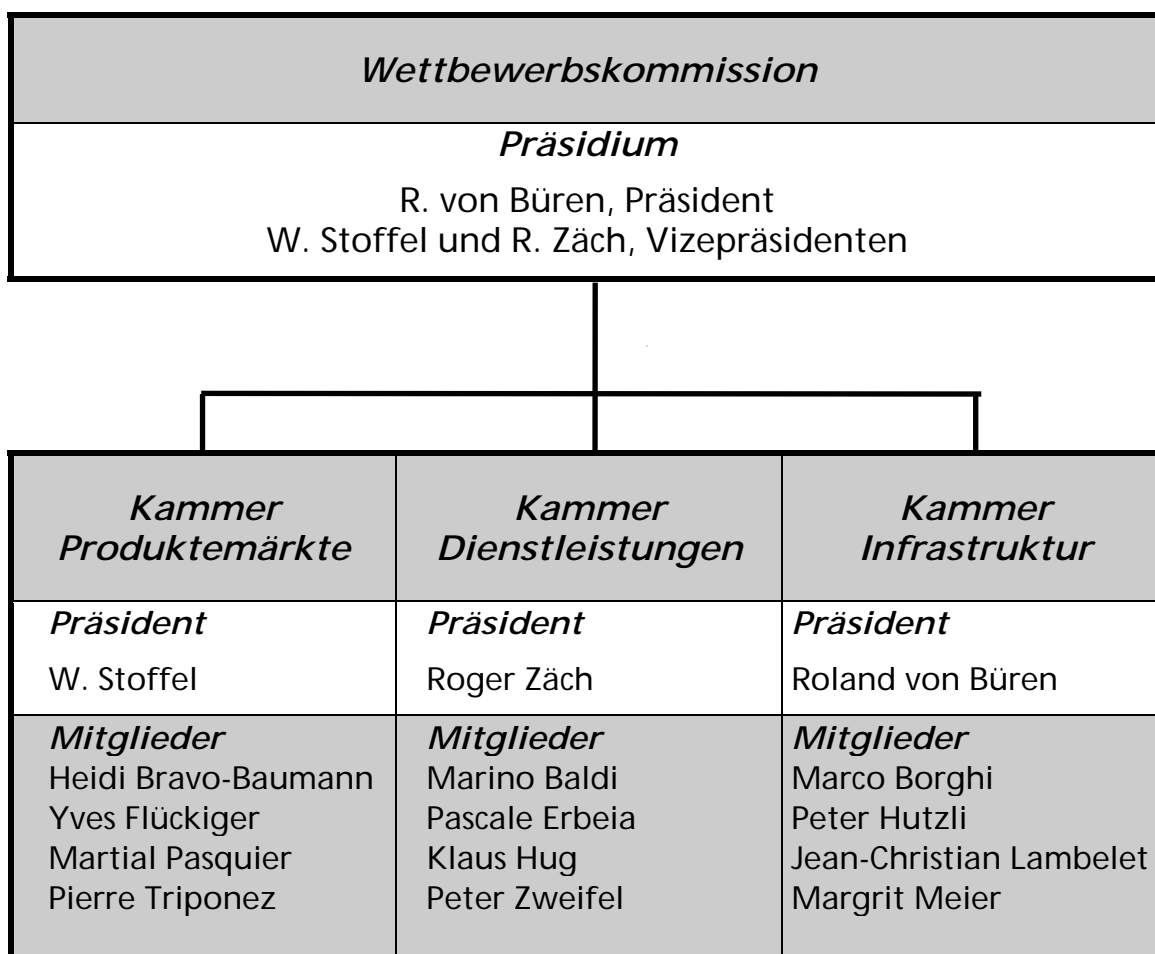 Wettbewerbskommission
Präsidium
R. von Büren, Präsident
W. Stoffel und R. Zäch, Vizepräsidenten
Kammer
Produktemärkte
Präsident
W. Stoffel
Mitglieder
Heidi Bravo-Baumann
Yves Flückiger
Martial Pasquier
Pierre Triponez
Kammer
Dienstleistungen
Präsident
Roger Zäch
Mitglieder
Marino Baldi
Pascale Erbeia
Klaus Hug
Peter Zweifel
Kammer
Infrastruktur
Präsident
Roland von Büren
Mitglieder
Marco Borghi
Peter Hutzli
Jean-Christian Lambelet
Margrit Meier